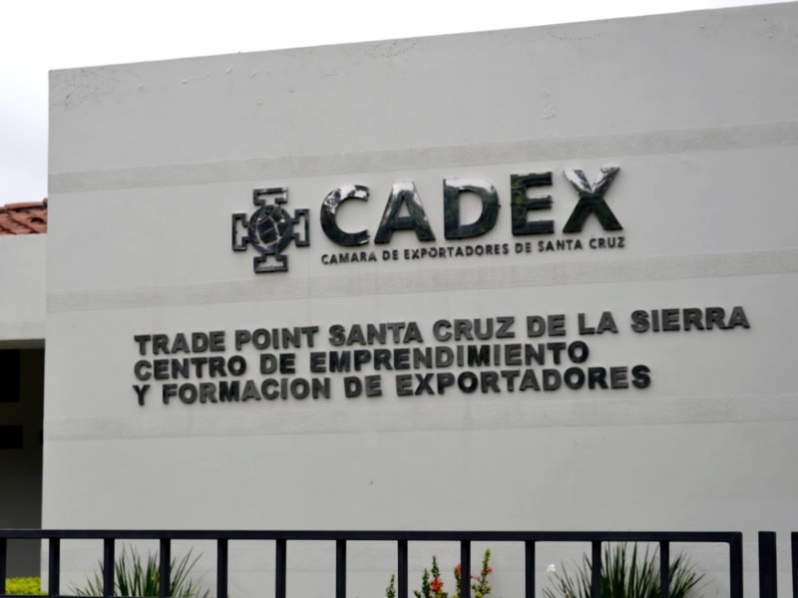 CADEX
CAMARA DE EXPORTADORES DE SANTA CRUZ
TRADE POINT SANTA CRUZ DE LA SIERRA
CENTRO DE EMPRENDIMIENTO
Y FORMACION DE EXPORTADORES